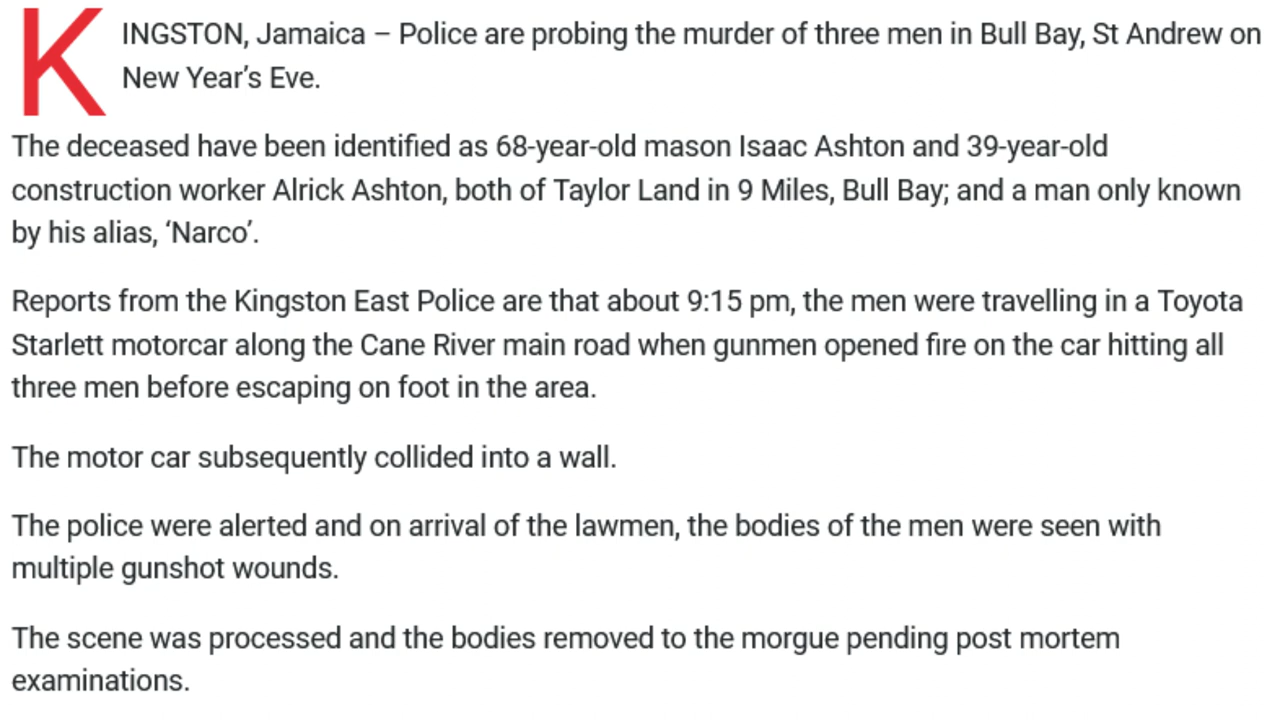 KINGSTON, Jamaica – Police are probing the murder of three men in Bull Bay, St Andrew on
New Year’s Eve.
The deceased have been identified as 68-year-old mason Isaac Ashton and 39-year-old
construction worker Alrick Ashton, both of Taylor Land in 9 Miles, Bull Bay; and a man only known
by his alias, ‘Narco’.
Reports from the Kingston East Police are that about 9:15 pm, the men were travelling in a Toyota
Starlett motorcar along the Cane River main road when gunmen opened fire on the car hitting all
three men before escaping on foot in the area.
The motor car subsequently collided into a wall.
The police were alerted and on arrival of the lawmen, the bodies of the men were seen with
multiple gunshot wounds.
The scene was processed and the bodies removed to the morgue pending post mortem
examinations.